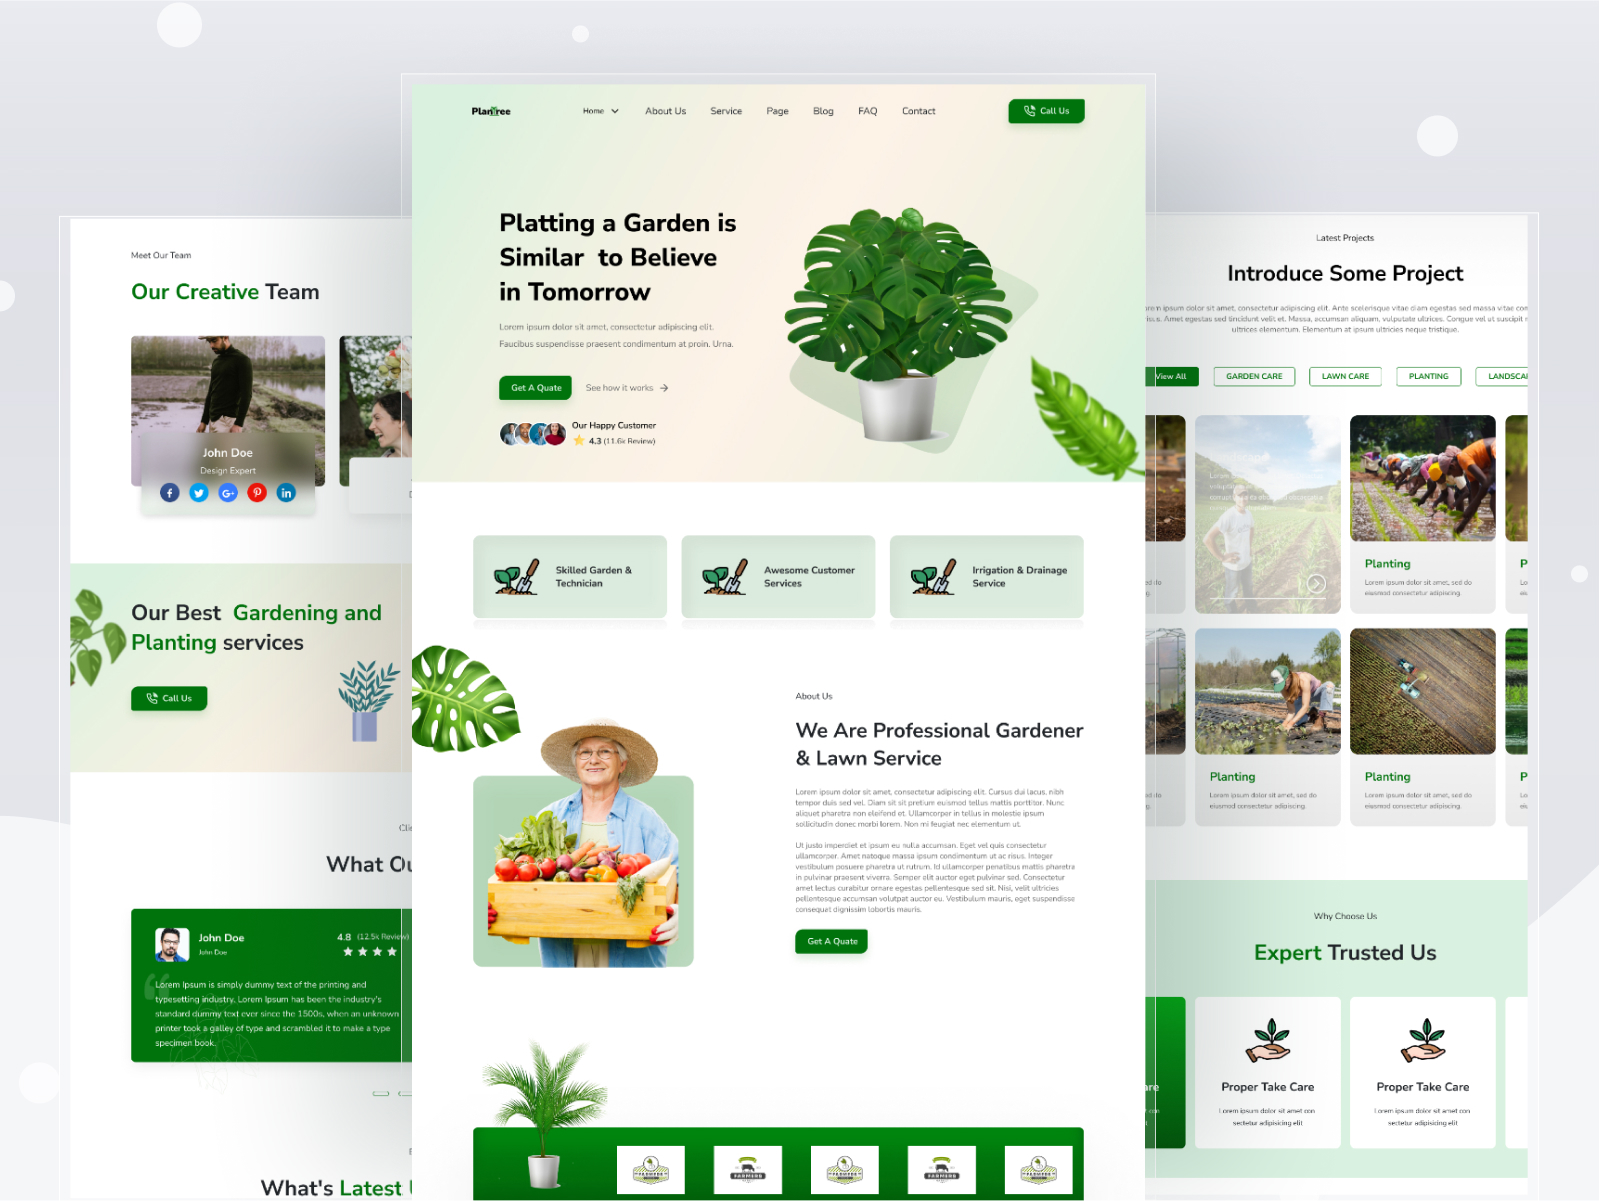 PlanTree
Home
About Us
Service
Page
Blog
FAQ
Contact
Call Us
Platting a Garden is
Similar to Believe
in Tomorrow
Lorem ipsum dolor sit amet, consectetur adipiscing elit.
Faucibus suspendisse praesent condimentum at proin. Urna.
Get A Quate
See how it works
Our Happy Customer
4.3 (11.6k Review)
Skilled Garden &
Technician
Awesome Customer
Services
Irrigation & Drainage
Service
About Us
We Are Professional Gardener
& Lawn Service
Lorem ipsum dolor sit amet, consectetur adipiscing elit. Cursus dui lacus, nibh
tempor duis sed vel. Diam sit sit pretium euismod tellus mattis porttitor. Nunc
aliquet pharetra non eleifend et. Ullamcorper in tellus in molestie ipsum
sollicitudin donec morbi lorem. Non mi feugiat nec elementum ut.
Ut justo imperdiet et ipsum eu nulla accumsan. Eget vel quis consectetur
ullamcorper. Amet natoque massa ipsum condimentum ut ac risus. Integer
vestibulum posuere pharetra ut rutrum. Id ullamcorper penatibus mattis pharetra
in pulvinar praesent viverra. Semper elit auctor eget pulvinar sed. Consectetur
amet lectus curabitur ornare egestas pellentesque sed sit. Nisi, velit ultricies
pellentesque accumsan volutpat auctor eu. Vestibulum mauris, eget suspendisse
consequat dignissim lobortis mauris.
Get A Quate
FARMERS
FARMERS
Meet Our Team
Our Creative Team
John Doe
Design Expert
Our Best Gardening and
Planting services
Call Us
What Ou
John Doe
John Doe
4.8 (12.5k Review)
Lorem Ipsum is simply dummy text of the printing and
typesetting industry. Lorem Ipsum has been the industry's
standard dummy text ever since the 1500s, when an unknown
printer took a galley of type and scrambled it to make a type
specimen book.
What's Latest
Latest Projects
Introduce Some Project
ipsum dolor sit amet, consectetur adipiscing elit. Ante scelerisque vitae diam egestas sed massa vitae
Amet egestas sed tincidunt velit et. Massa, accumsan aliquam, vulputate ultrices. Congue vel ut suscipit
ultrices elementum. Elementum at ipsum ultricies neque tristique.
View All
GARDEN CARE
LAWN CARE
PLANTING
LANDSCA
Planting
Lorem ipsum dolor sit amet, sed do
eiusmod consectetur adipiscing.
Planting
Lorem ipsum dolor sit amet, sed do
eiusmod consectetur adipiscing.
Planting
Lorem ipsum dolor sit amet, sed do
eiusmod consectetur adipiscing.
Why Choose Us
Expert Trusted Us
Proper Take Care
Lorem ipsum dolor sit amet con
sectetur adipisicing elit
Proper Take Care
Lorem ipsum dolor sit amet con
sectetur adipisicing elit